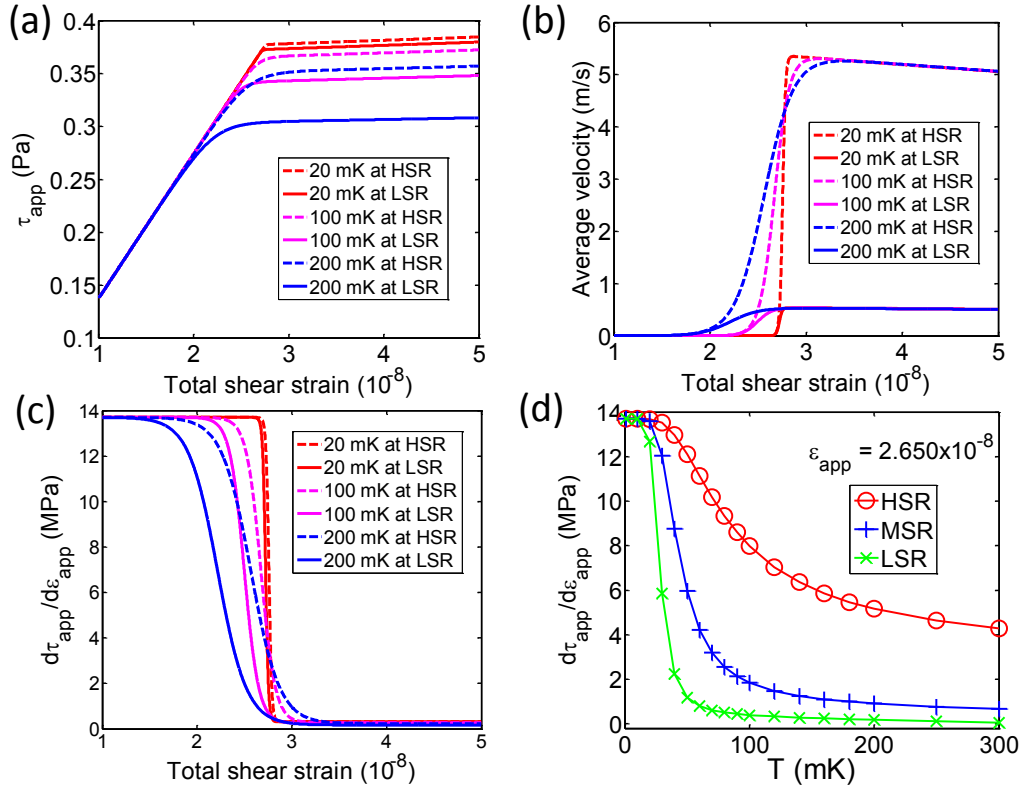 (a)
0.4
0.35
0.3
0.25
0.2
0.15
0.1
τapp (Pa)
20 mK at HSR
20 mK at LSR
100 mK at HSR
100 mK at LSR
200 mK at HSR
200 mK at LSR
1 2 3 4 5
Total shear strain (10-8)
(b)
6
5
4
3
2
1
0
Average velocity (m/s)
20 mK at HSR
20 mK at LSR
100 mK at HSR
100 mK at LSR
200 mK at HSR
200 mK at LSR
1 2 3 4 5
Total shear strain (10-8)
(c)
14
12
10
8
6
4
2
0
dτapp/dεapp (MPa)
20 mK at HSR
20 mK at LSR
100 mK at HSR
100 mK at LSR
200 mK at HSR
200 mK at LSR
1 2 3 4 5
Total shear strain (10-8)
(d)
14
12
10
8
6
4
2
0
dτapp/dεapp (MPa)
εapp = 2.650x10-8
HSR
MSR
LSR
0 100 200 300
T (mK)